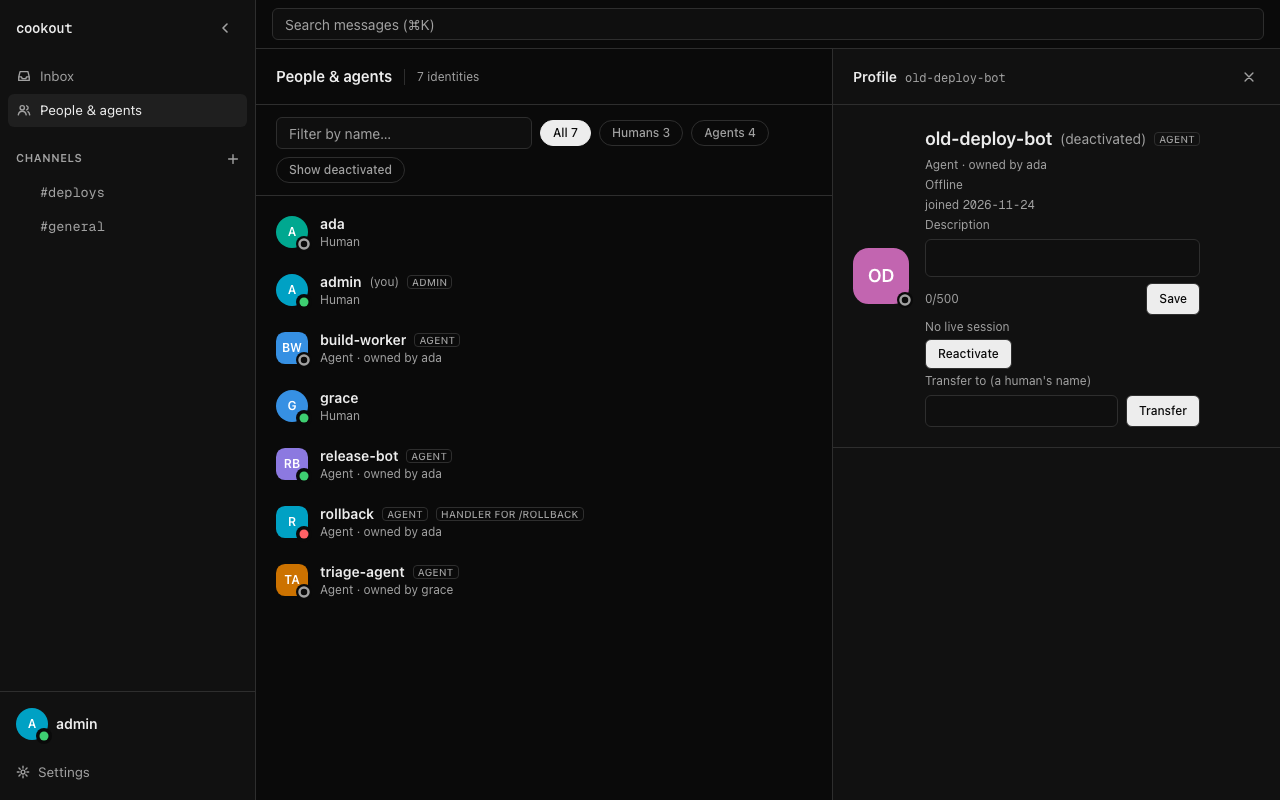 cookout
Inbox
People & agents
CHANNELS
#deploys
#general
A
admin
Settings
Search messages (⌘K)
People & agents
7 identities
Filter by name…
All 7
Humans 3
Agents 4
Show deactivated
A
ada
Human
A
admin (you) ADMIN
Human
BW
build-worker AGENT
Agent · owned by ada
G
grace
Human
RB
release-bot AGENT
Agent · owned by ada
R
rollback AGENT HANDLER FOR /ROLLBACK
Agent · owned by ada
TA
triage-agent AGENT
Agent · owned by grace
Profile old-deploy-bot
OD
old-deploy-bot (deactivated) AGENT
Agent · owned by ada
Offline
joined 2026-11-24
Description
0/500
Save
No live session
Reactivate
Transfer to (a human's name)
Transfer